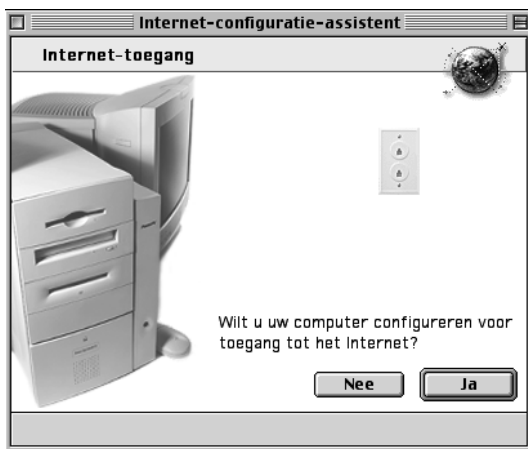 Internet-configuratie-assistent
Internet-toegang
Wilt u uw computer configureren voor
toegang tot het Internet?
Nee
Ja